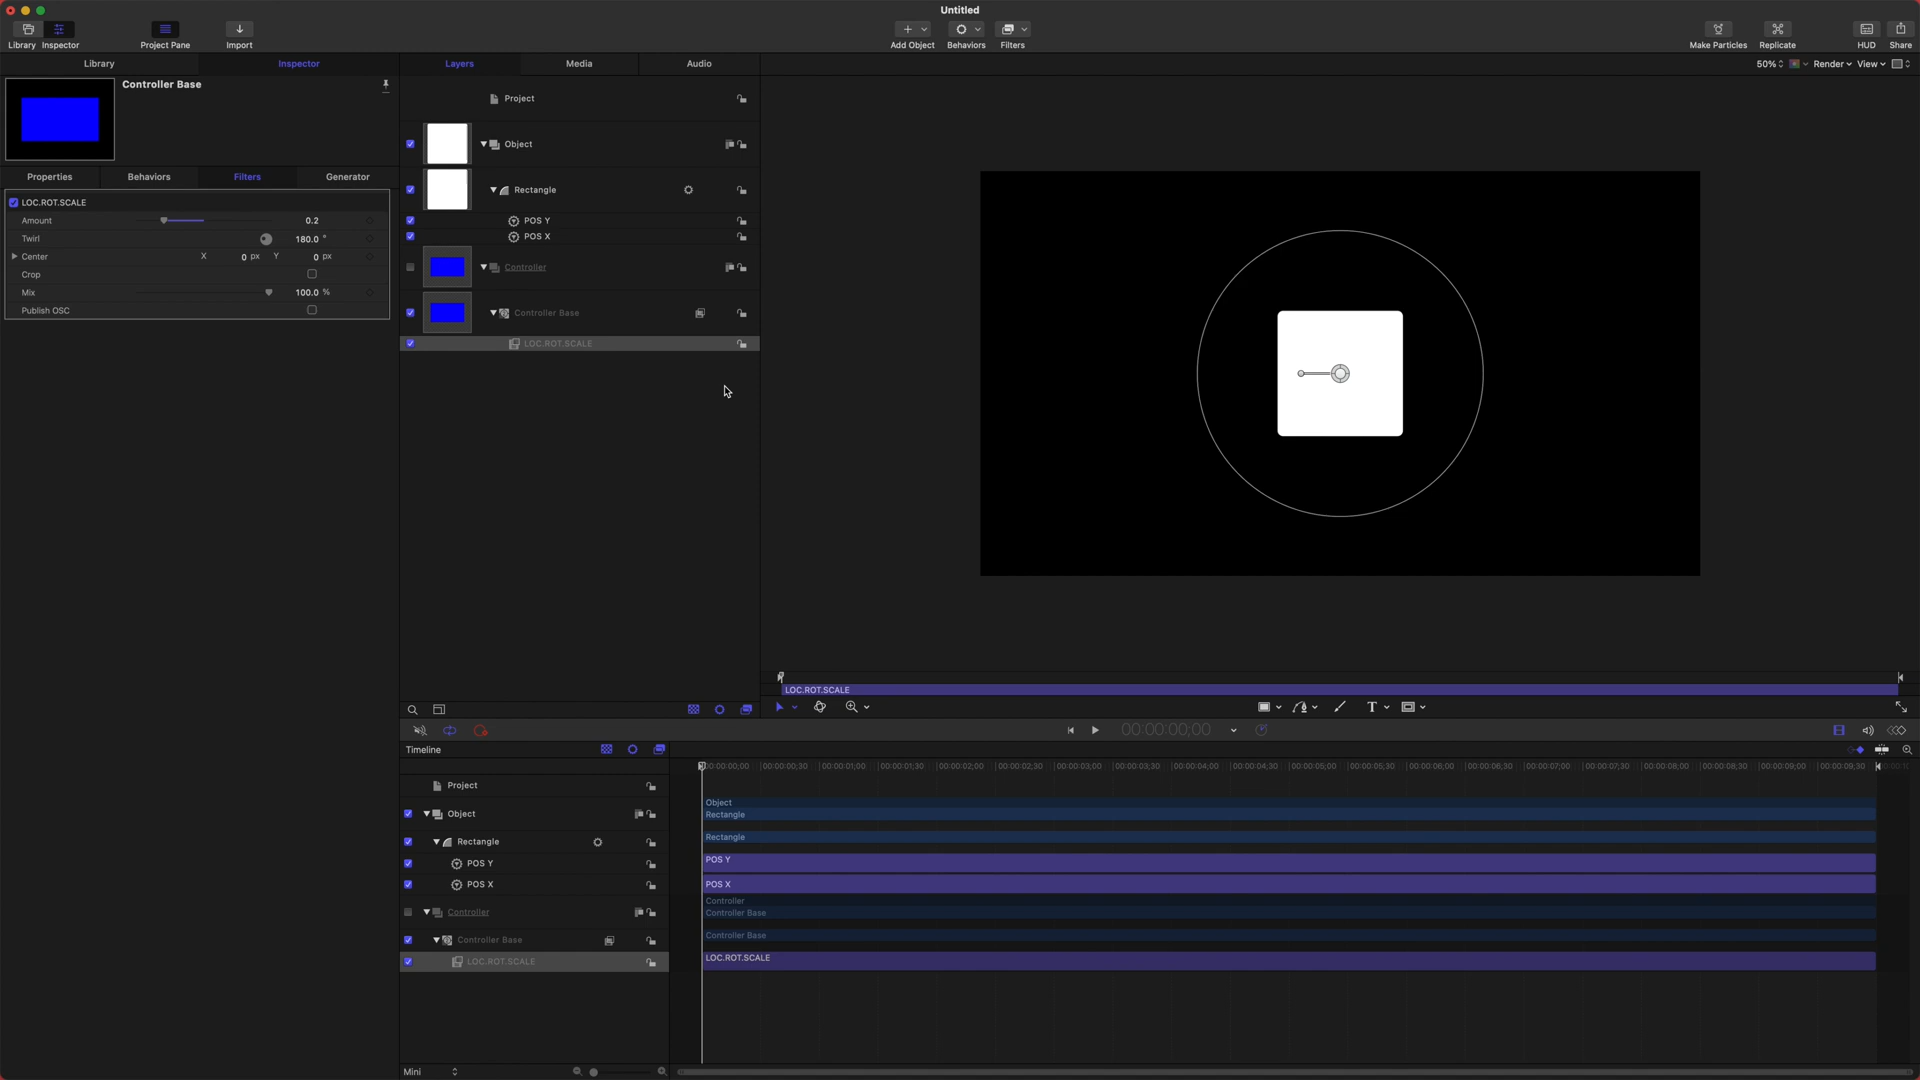 Untitled
Library Inspector Project Pane Import Add Object Behaviors Filters Make Particles Replicate HUD Share
Library Inspector Layers Media Audio
50% Render View
Controller Base
Properties Behaviors Filters Generator
LOC.ROT.SCALE
Amount 0.2
Twirl 180.0 °
Center X 0 px Y 0 px
Crop
Mix 100.0 %
Publish OSC
Project
Object
Rectangle
POS Y
POS X
Controller
Controller Base
LOC.ROT.SCALE
LOC.ROT.SCALE
T
00:00:00;00
Timeline
00:00:00;00 00:00:00;30 00:00:01;00 00:00:01;30 00:00:02;00 00:00:02;30 00:00:03;00 00:00:03;30 00:00:04;00 00:00:04;30 00:00:05;00 00:00:05;30 00:00:06;00 00:00:06;30 00:00:07;00 00:00:07;30 00:00:08;00 00:00:08;30 00:00:09;00 00:00:09;30
Project
Object
Rectangle
POS Y
POS X
Controller
Controller Base
LOC.ROT.SCALE
Object
Rectangle
Rectangle
POS Y
POS X
Controller
Controller Base
Controller Base
LOC.ROT.SCALE
Mini